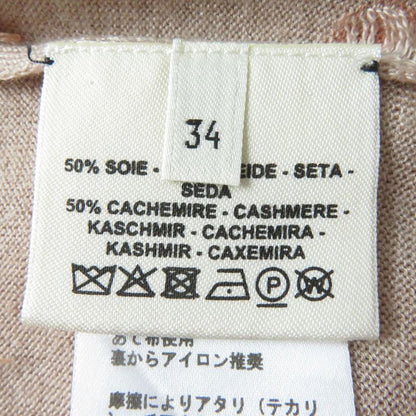 34
50% SOIE - EIDE - SETA -
SEDA
50% CACHEMIRE - CASHMERE -
KASCHMIR - CACHEMIRA -
KASHMIR - CAXEMIRA
P W
あて布使用
裏からアイロン推奨
摩擦によりアタリ（テカリ